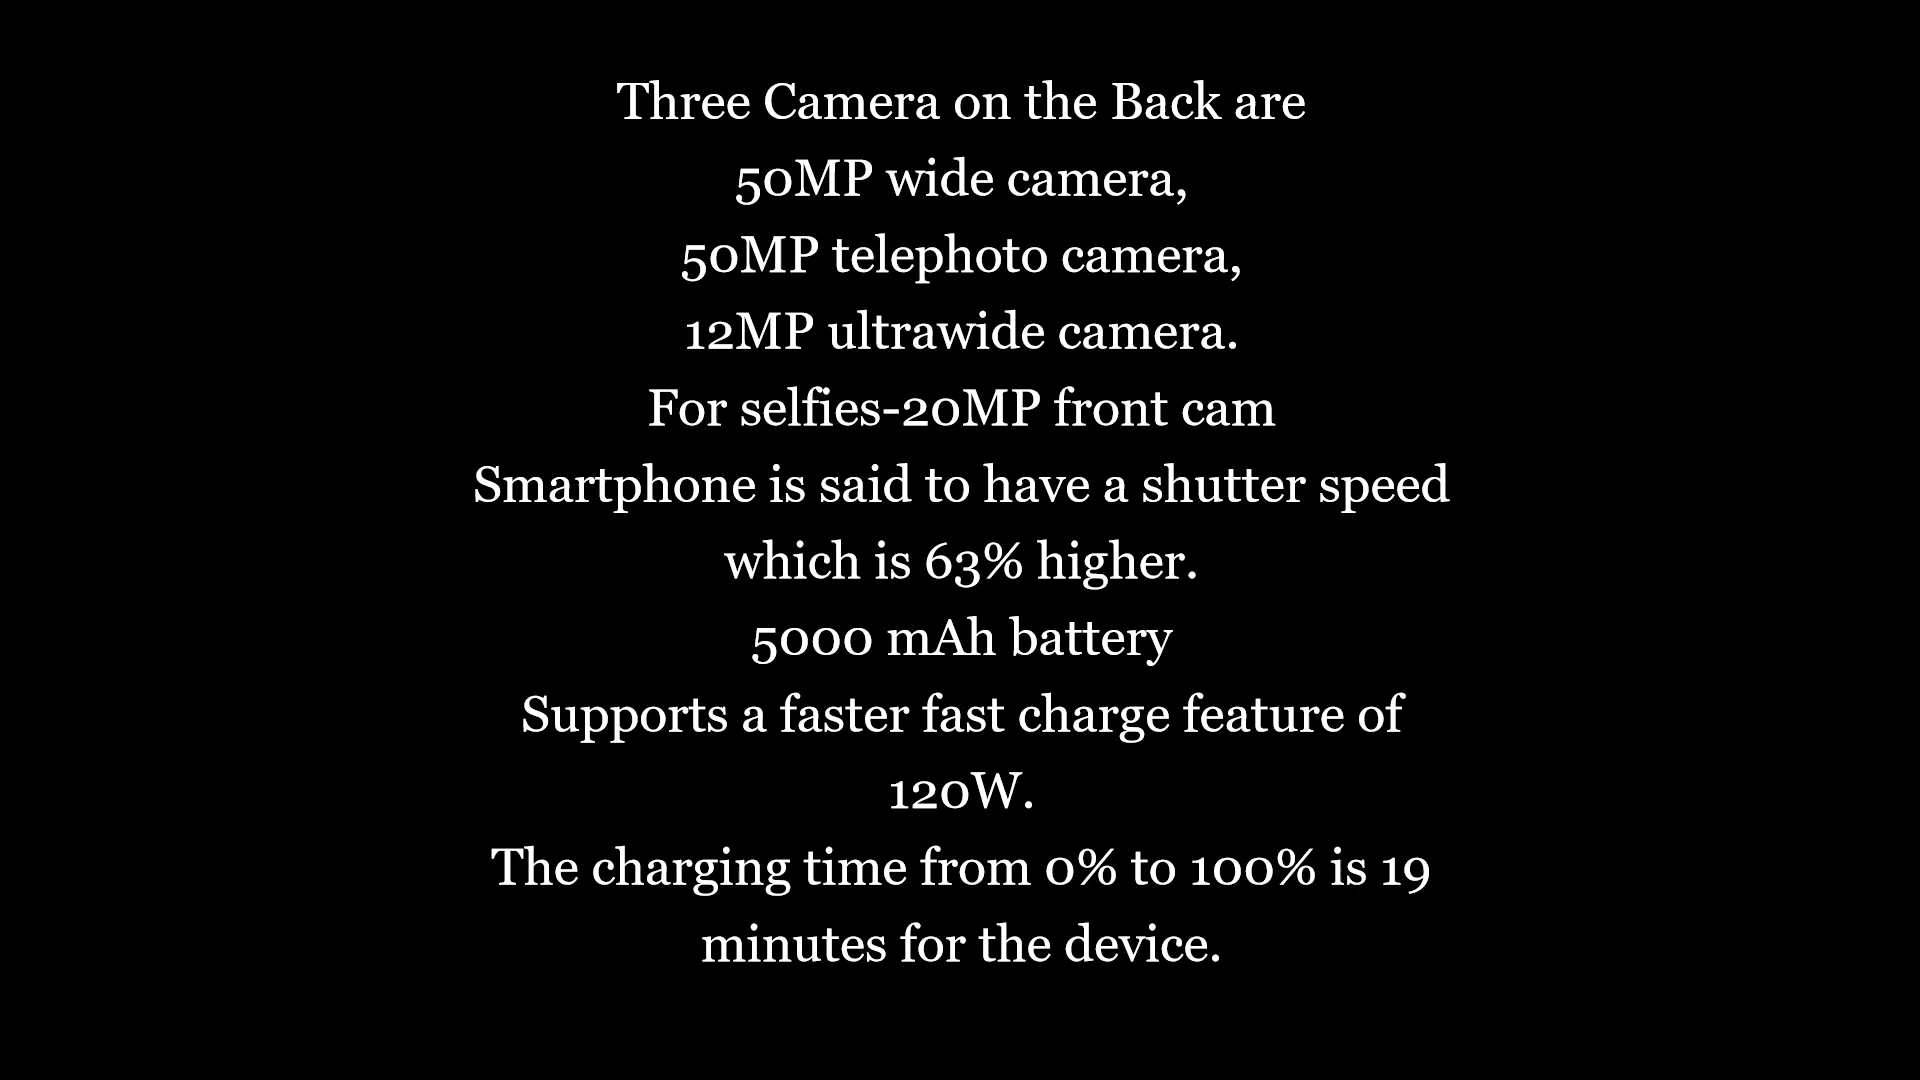 Three Camera on the Back are
50MP wide camera,
50MP telephoto camera,
12MP ultrawide camera.
For selfies-20MP front cam
Smartphone is said to have a shutter speed
which is 63% higher.
5000 mAh battery
Supports a faster fast charge feature of
120W.
The charging time from 0% to 100% is 19
minutes for the device.